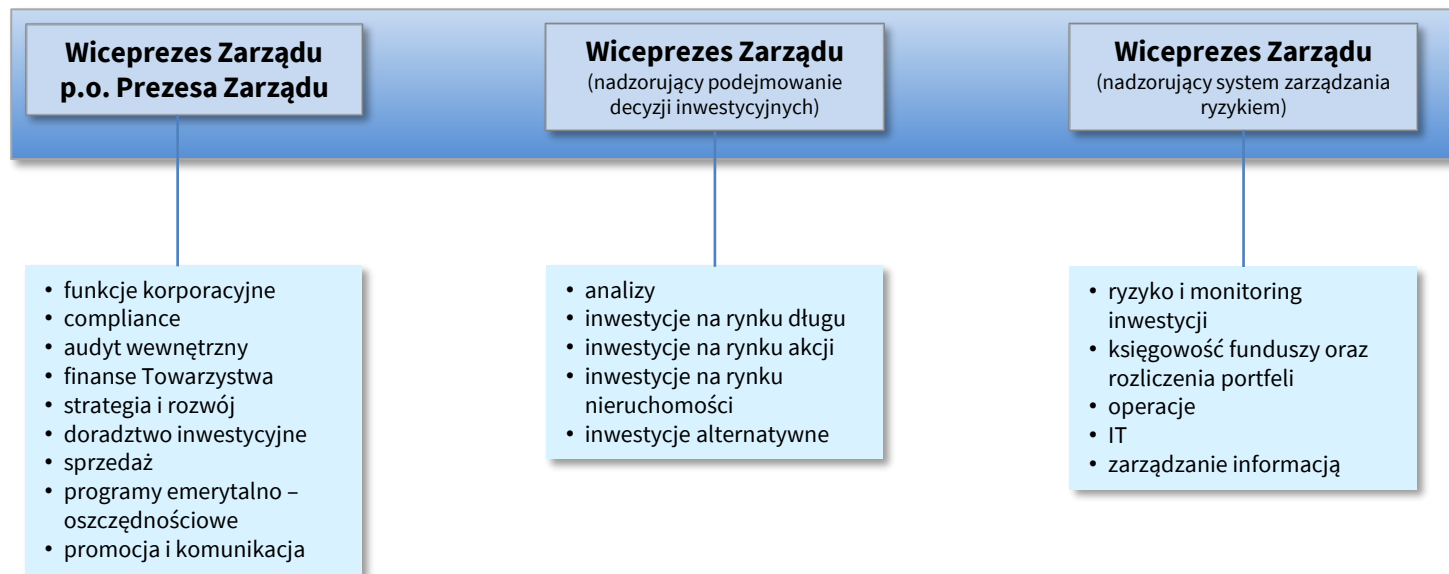 Wiceprezes Zarządu
p.o. Prezesa Zarządu
• funkcje korporacyjne
• compliance
• audyt wewnętrzny
• finanse Towarzystwa
• strategia i rozwój
• doradztwo inwestycyjne
• sprzedaż
• programy emerytalno –
oszczędnościowe
• promocja i komunikacja
Wiceprezes Zarządu
(nadzorujący podejmowanie
decyzji inwestycyjnych)
• analizy
• inwestycje na rynku długu
• inwestycje na rynku akcji
• inwestycje na rynku
nieruchomości
• inwestycje alternatywne
Wiceprezes Zarządu
(nadzorujący system zarządzania
ryzykiem)
• ryzyko i monitoring
inwestycji
• księgowość funduszy oraz
rozliczenia portfeli
• operacje
• IT
• zarządzanie informacją